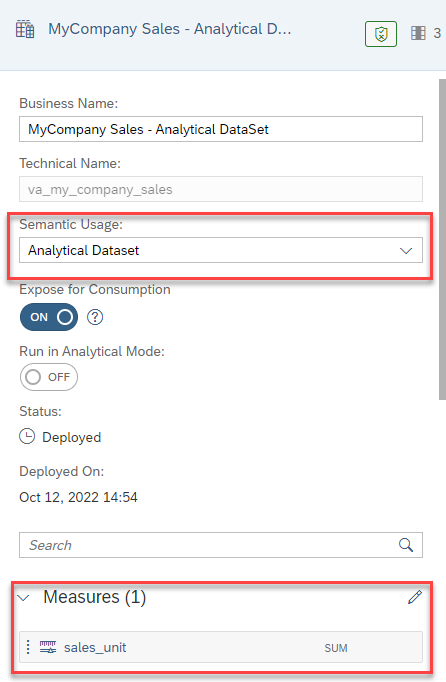 MyCompany Sales - Analytical D...
3
Business Name:
MyCompany Sales - Analytical DataSet
Technical Name:
va_my_company_sales
Semantic Usage:
Analytical Dataset
Expose for Consumption
ON
Run in Analytical Mode:
OFF
Status:
Deployed
Deployed On:
Oct 12, 2022 14:54
Search
Measures (1)
sales_unit SUM